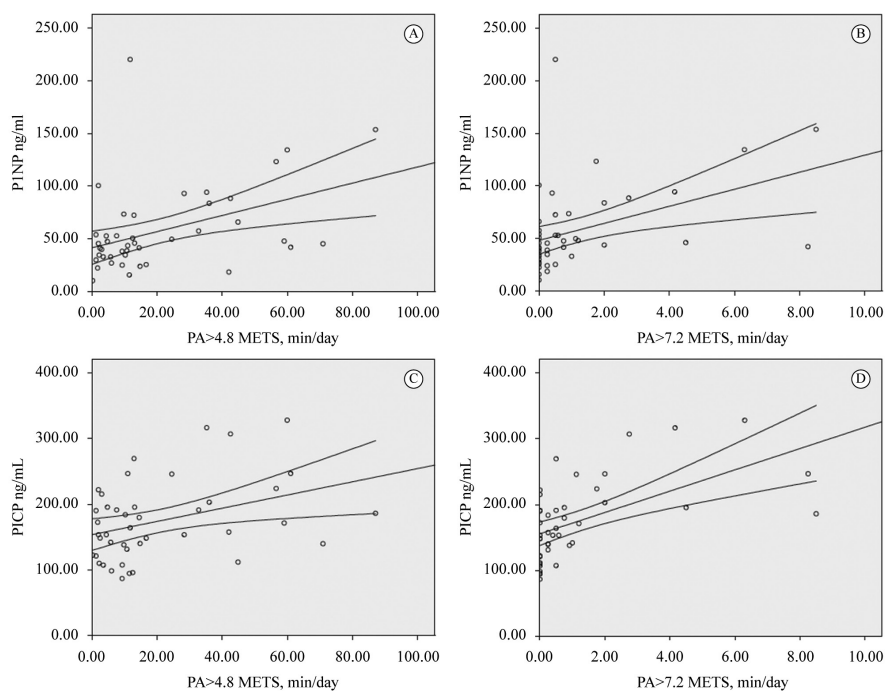 A
250.00
200.00
150.00
100.00
50.00
0.00
P1NP ng/ml
0.00 20.00 40.00 60.00 80.00 100.00
PA>4.8 METS, min/day
B
250.00
200.00
150.00
100.00
50.00
0.00
P1NP ng/ml
0.00 2.00 4.00 6.00 8.00 10.00
PA>7.2 METS, min/day
C
400.00
300.00
200.00
100.00
0.00
PICP ng/mL
0.00 20.00 40.00 60.00 80.00 100.00
PA>4.8 METS, min/day
D
400.00
300.00
200.00
100.00
0.00
PICP ng/mL
0.00 2.00 4.00 6.00 8.00 10.00
PA>7.2 METS, min/day